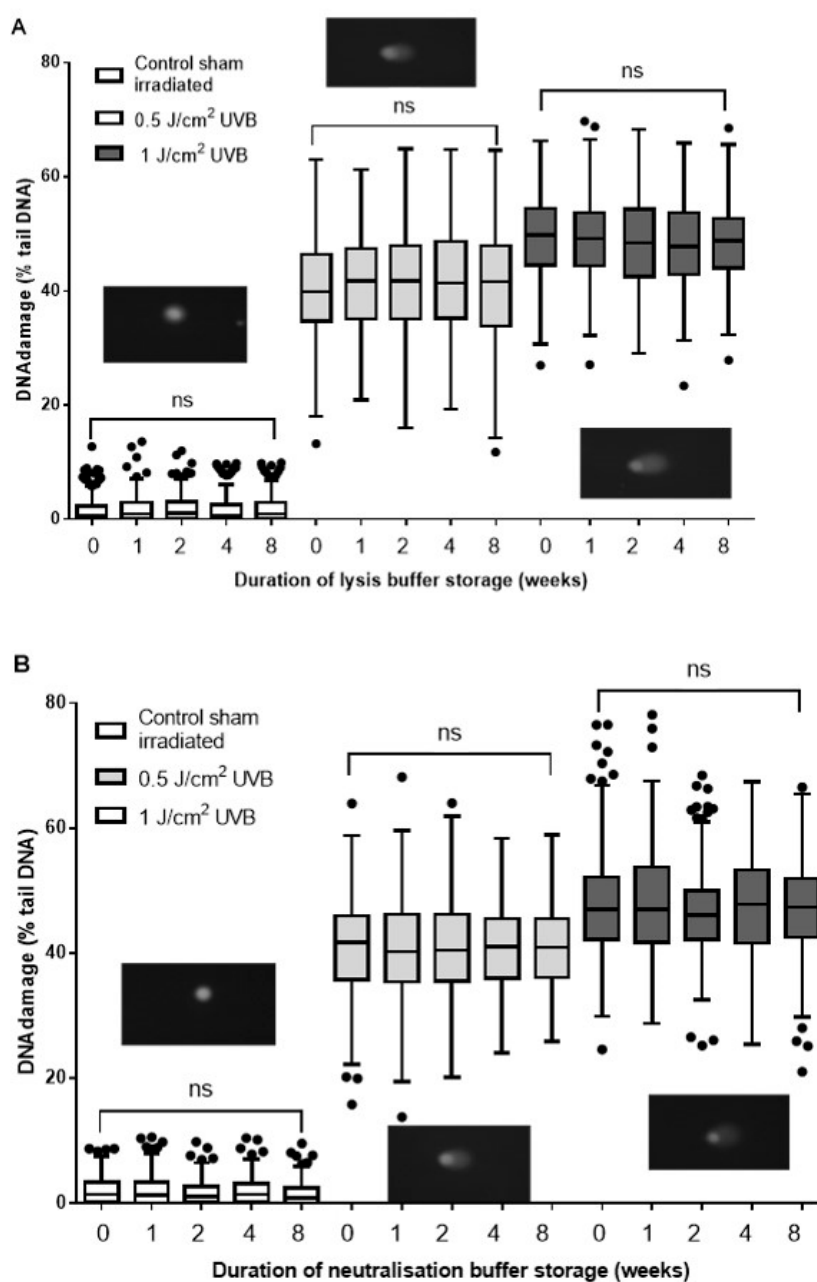 A
Control sham
irradiated
0.5 J/cm² UVB
1 J/cm² UVB
ns
ns
ns
DNA damage (% tail DNA)
80
60
40
20
0
0 1 2 4 8 0 1 2 4 8 0 1 2 4 8
Duration of lysis buffer storage (weeks)
B
Control sham
irradiated
0.5 J/cm² UVB
1 J/cm² UVB
ns
ns
ns
DNA damage (% tail DNA)
80
60
40
20
0
0 1 2 4 8 0 1 2 4 8 0 1 2 4 8
Duration of neutralisation buffer storage (weeks)